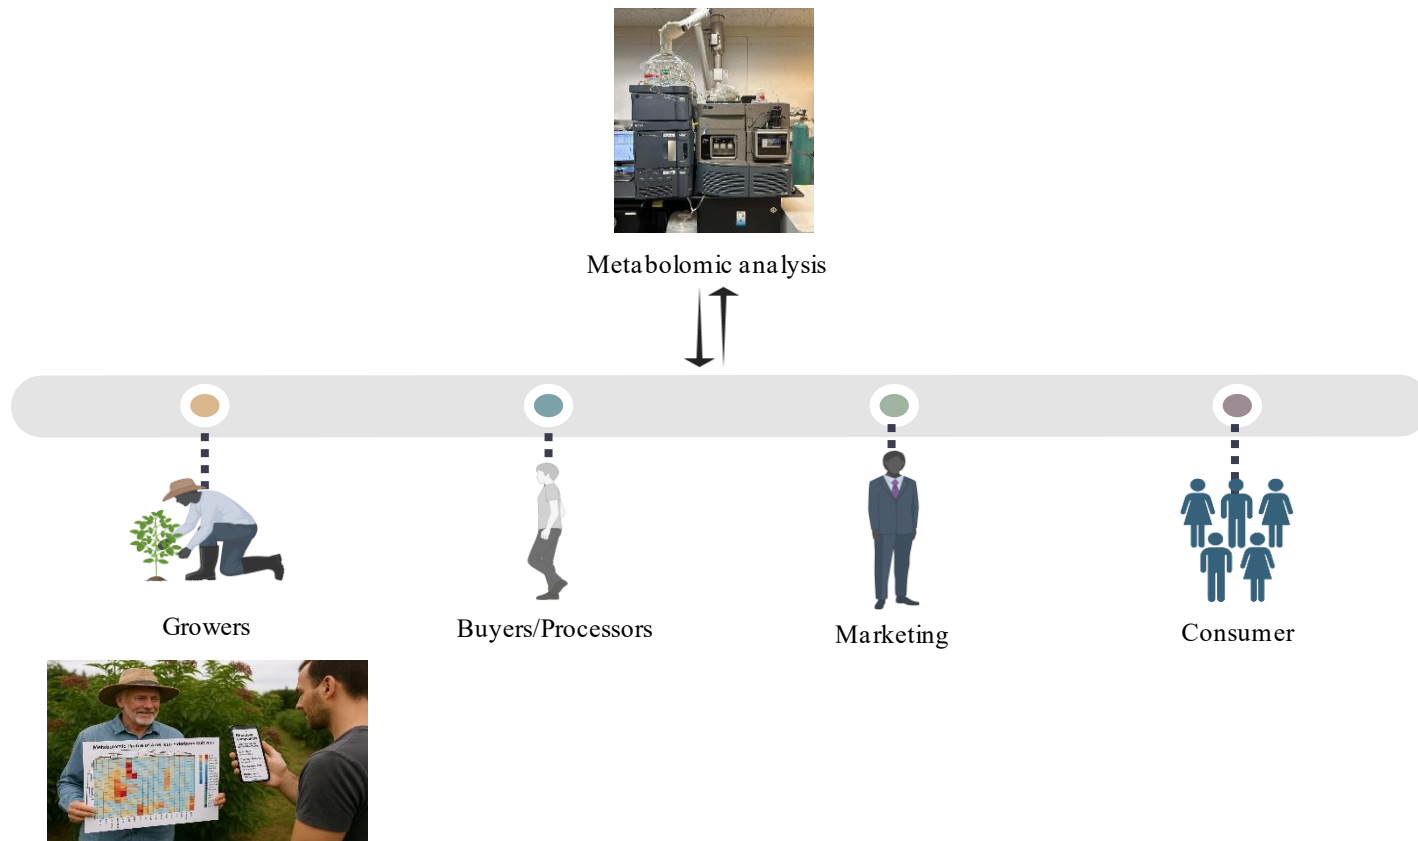 Metabolomic analysis
Growers
Buyers/Processors
Marketing
Consumer